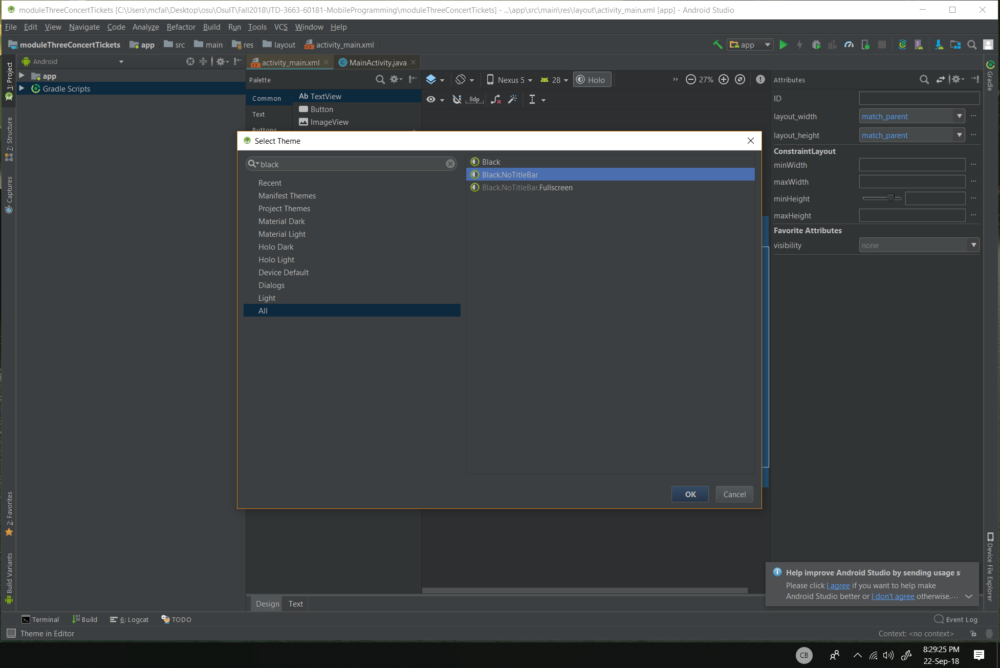 moduleThreeConcertTickets [C:\Users\mcfal\Desktop\osu\OsuIT\Fall2018\ITD-3663-60181-MobileProgramming\moduleThreeConcertTickets] - ...\app\src\main\res\layout\activity_main.xml [app] - Android Studio
File Edit View Navigate Code Analyze Refactor Build Run Tools VCS Window Help
moduleThreeConcertTickets app src main res layout activity_main.xml
app
1: Project
7: Structure
Captures
2: Favorites
Build Variants
Android
app
Gradle Scripts
activity_main.xml MainActivity.java
Palette
Common
Text
Buttons
Ab TextView
Button
ImageView
Nexus 5 28 Holo 27%
8dp
Select Theme
black
Recent
Manifest Themes
Project Themes
Material Dark
Material Light
Holo Dark
Holo Light
Device Default
Dialogs
Light
All
Black
Black.NoTitleBar
Black.NoTitleBar.Fullscreen
OK Cancel
Attributes
ID
layout_width match_parent
layout_height match_parent
ConstraintLayout
minWidth
maxWidth
minHeight
maxHeight
Favorite Attributes
visibility none
Gradle
Device File Explorer
Help improve Android Studio by sending usage s
Please click I agree if you want to help make
Android Studio better or I don't agree otherwise....
Design Text
Terminal Build 6: Logcat TODO
Event Log
Theme in Editor
Context: <no context>
CB
8:29:25 PM
22-Sep-18